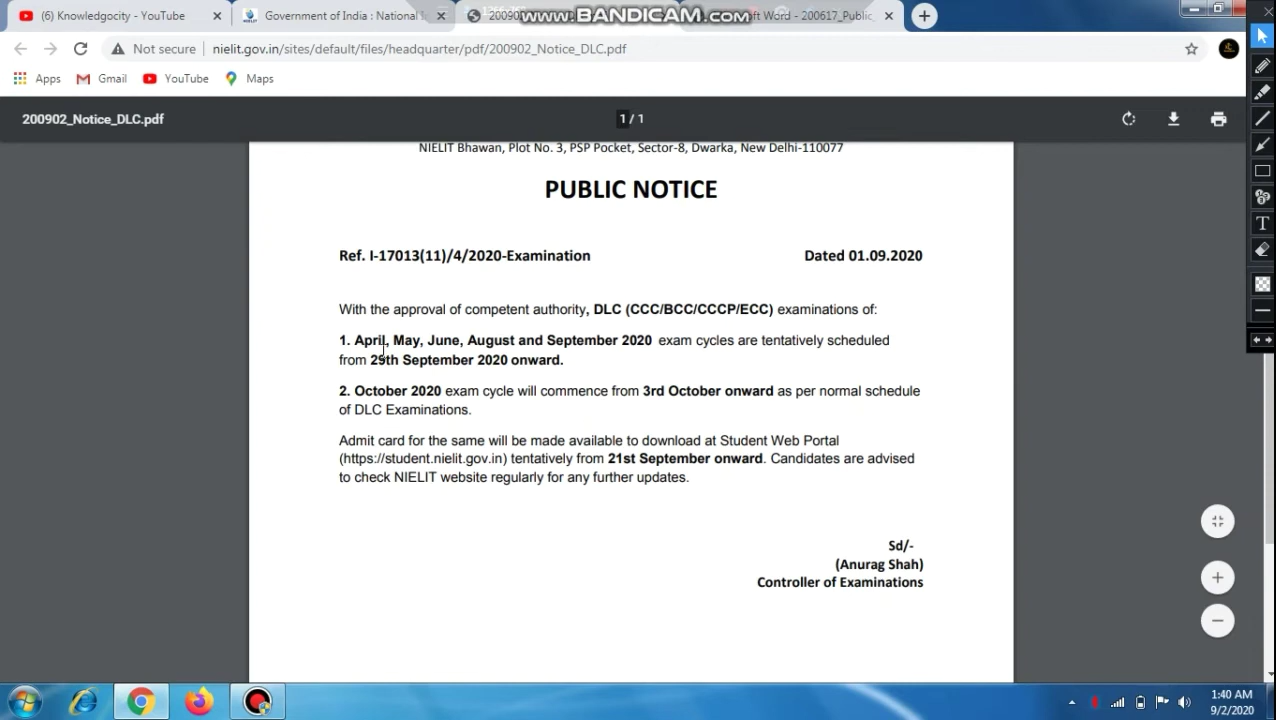 (6) Knowledgocity - YouTube
Government of India : National I
200902
www.BANDICAM.com
oft Word - 200617_Public_
Not secure
nielit.gov.in/sites/default/files/headquarter/pdf/200902_Notice_DLC.pdf
Apps
Gmail
YouTube
Maps
200902_Notice_DLC.pdf
1 / 1
NIELIT Bhawan, Plot No. 3, PSP Pocket, Sector-8, Dwarka, New Delhi-110077
PUBLIC NOTICE
Ref. I-17013(11)/4/2020-Examination Dated 01.09.2020
With the approval of competent authority, DLC (CCC/BCC/CCCP/ECC) examinations of:
1. April, May, June, August and September 2020 exam cycles are tentatively scheduled
from 29th September 2020 onward.
2. October 2020 exam cycle will commence from 3rd October onward as per normal schedule
of DLC Examinations.
Admit card for the same will be made available to download at Student Web Portal
(https://student.nielit.gov.in) tentatively from 21st September onward. Candidates are advised
to check NIELIT website regularly for any further updates.
Sd/-
(Anurag Shah)
Controller of Examinations
1:40 AM
9/2/2020